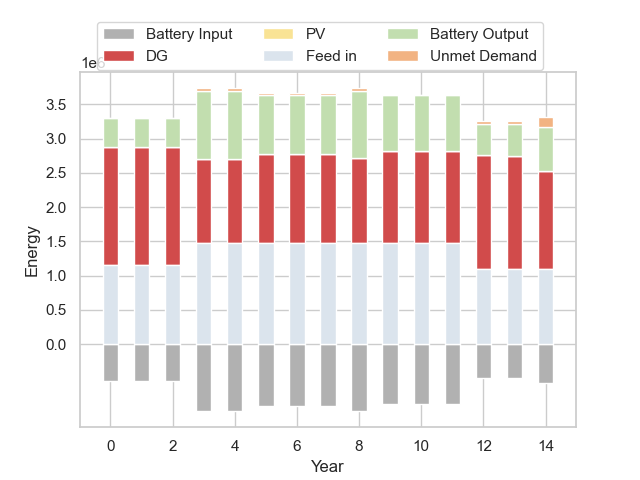 Battery Input PV Battery Output
DG Feed in Unmet Demand
1e6
3.5
3.0
2.5
2.0
1.5
1.0
0.5
0.0
Energy
0 2 4 6 8 10 12 14
Year